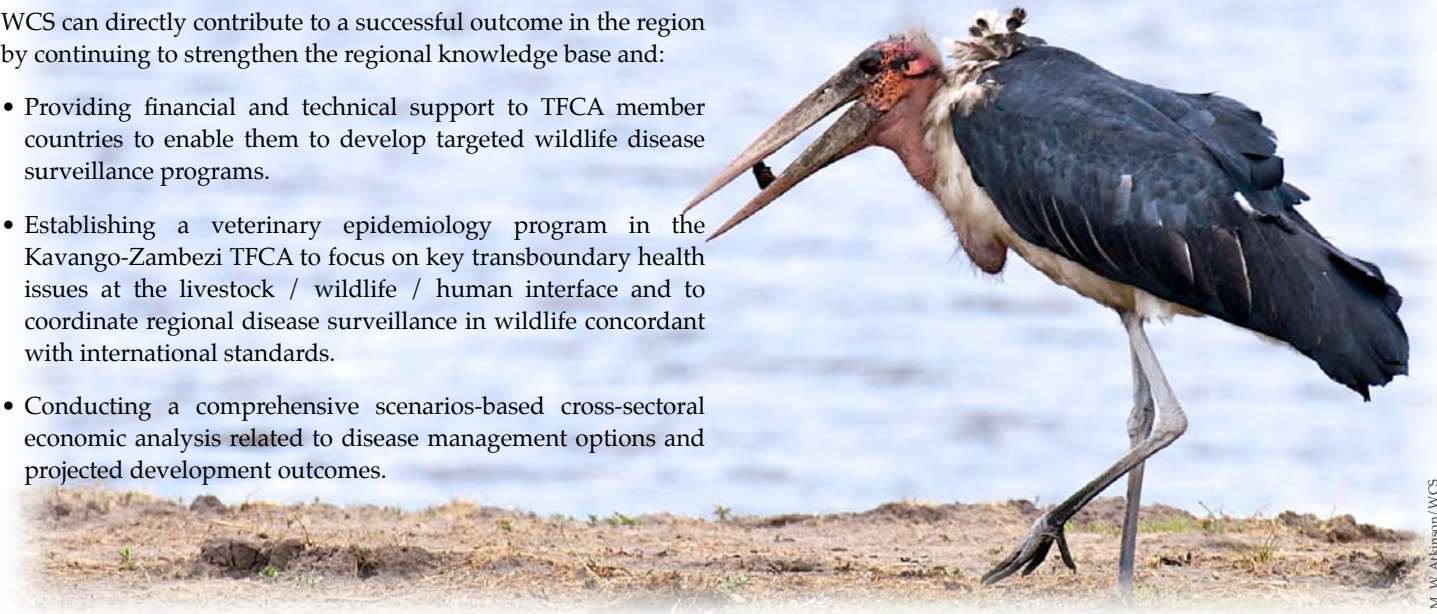 WCS can directly contribute to a successful outcome in the region
by continuing to strengthen the regional knowledge base and:
• Providing financial and technical support to TFCA member
countries to enable them to develop targeted wildlife disease
surveillance programs.
• Establishing a veterinary epidemiology program in the
Kavango-Zambezi TFCA to focus on key transboundary health
issues at the livestock / wildlife / human interface and to
coordinate regional disease surveillance in wildlife concordant
with international standards.
• Conducting a comprehensive scenarios-based cross-sectoral
economic analysis related to disease management options and
projected development outcomes.
M. W. Atkinson/WCS